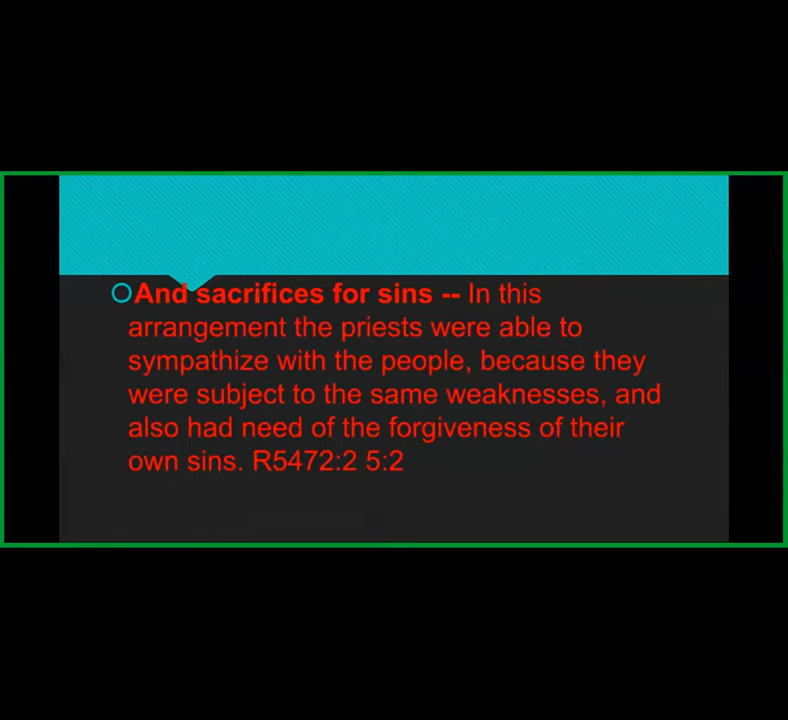 And sacrifices for sins -- In this
arrangement the priests were able to
sympathize with the people, because they
were subject to the same weaknesses, and
also had need of the forgiveness of their
own sins. R5472:2 5:2